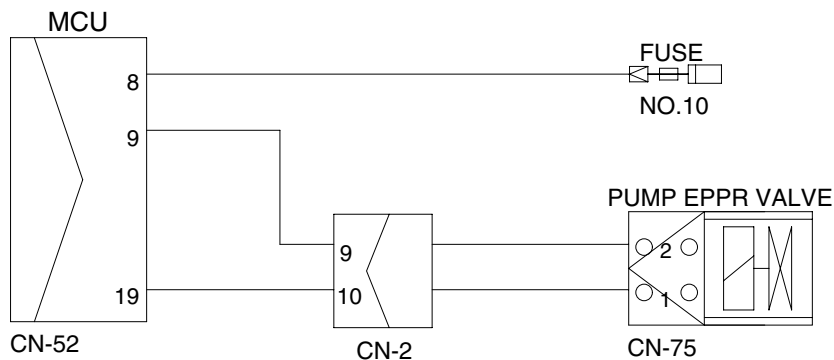 MCU
FUSE
8
NO.10
9
PUMP EPPR VALVE
9
2
19
10
1
CN-52
CN-2
CN-75